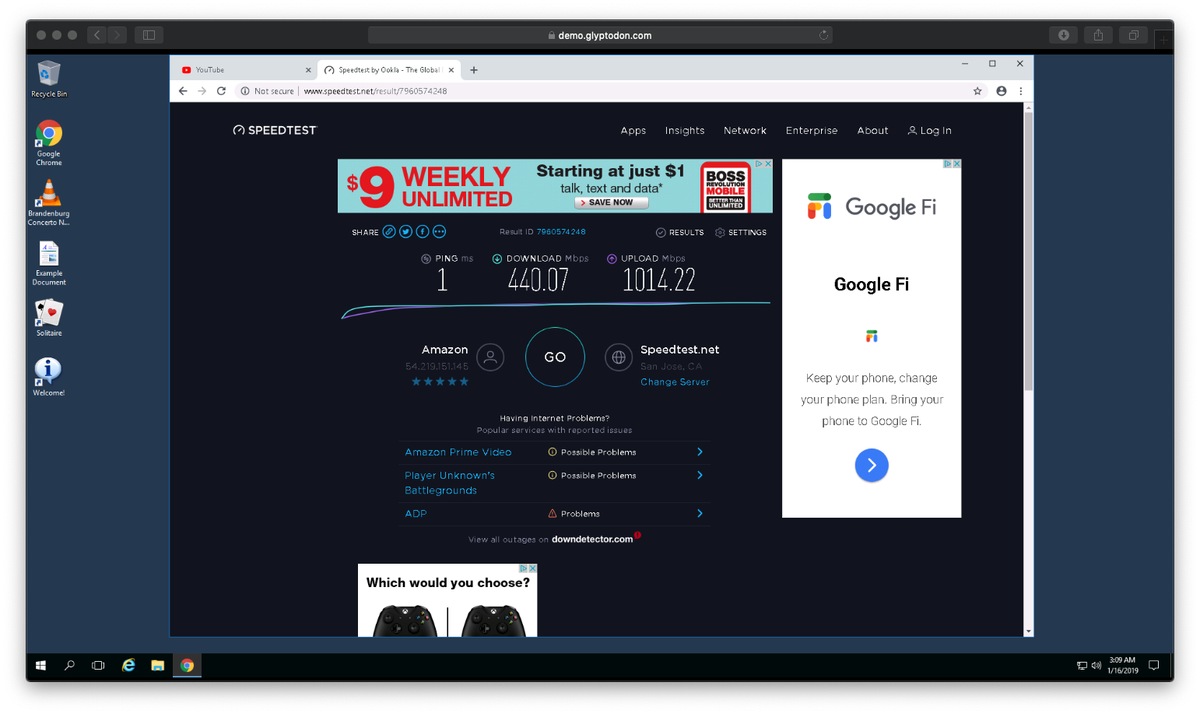 demo.glyptodon.com
Recycle Bin
Google
Chrome
Brandenburg
Concerto N...
Example
Document
Solitaire
Welcome!
YouTube
Speedtest by Ookla - The Global
Not secure | www.speedtest.net/result/7960574248
SPEEDTEST
Apps Insights Network Enterprise About Log In
$9 WEEKLY
UNLIMITED
Starting at just $1
talk, text and data*
SAVE NOW
BOSS
REVOLUTION
MOBILE
BETTER THAN
UNLIMITED
SHARE
Result ID 7960574248
RESULTS SETTINGS
PING ms DOWNLOAD Mbps UPLOAD Mbps
1 440.07 1014.22
Amazon
54.219.151.145
GO
Speedtest.net
San Jose, CA
Change Server
Having Internet Problems?
Popular services with reported issues
Amazon Prime Video Possible Problems
Player Unknown's
Battlegrounds
Possible Problems
ADP Problems
View all outages on downdetector.com
Which would you choose?
Google Fi
Google Fi
Keep your phone, change
your phone plan. Bring your
phone to Google Fi.
3:09 AM
1/16/2019